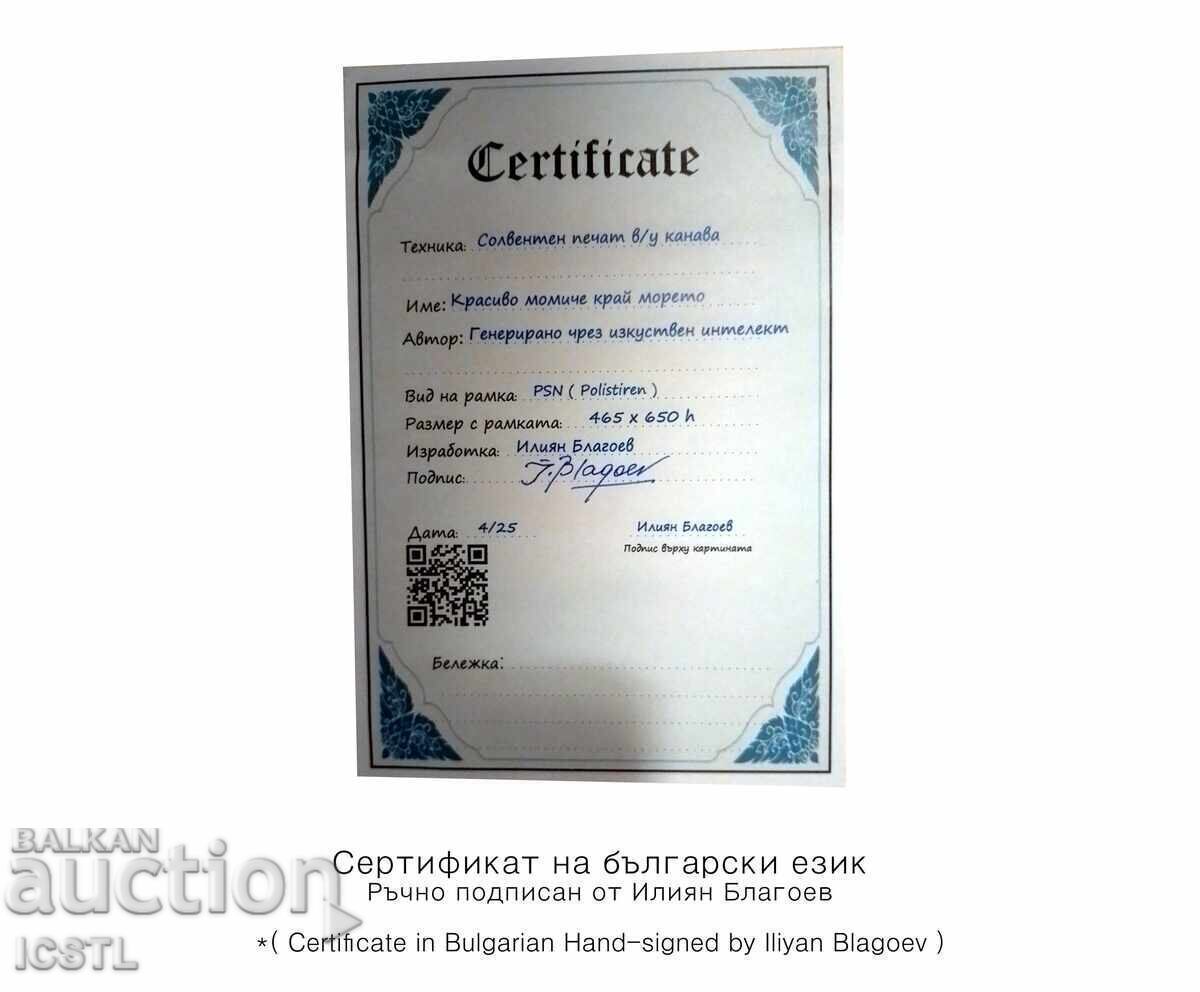 Certificate
Техника: Солвентен печат в/у канава
Име: Красиво момиче край морето
Автор: Генерирано чрез изкуствен интелект
Вид на рамка: PSN ( Polistiren )
Размер с рамката: 465 x 650 h
Изработка: Илиян Благоев
Подпис: I.Blagoev
Дата: 4/25
Илиян Благоев
Подпис върху картината
Бележка:
BALKAN
auction
ICSTL
Сертификат на български език
Ръчно подписан от Илиян Благоев
*( Certificate in Bulgarian Hand-signed by Iliyan Blagoev )